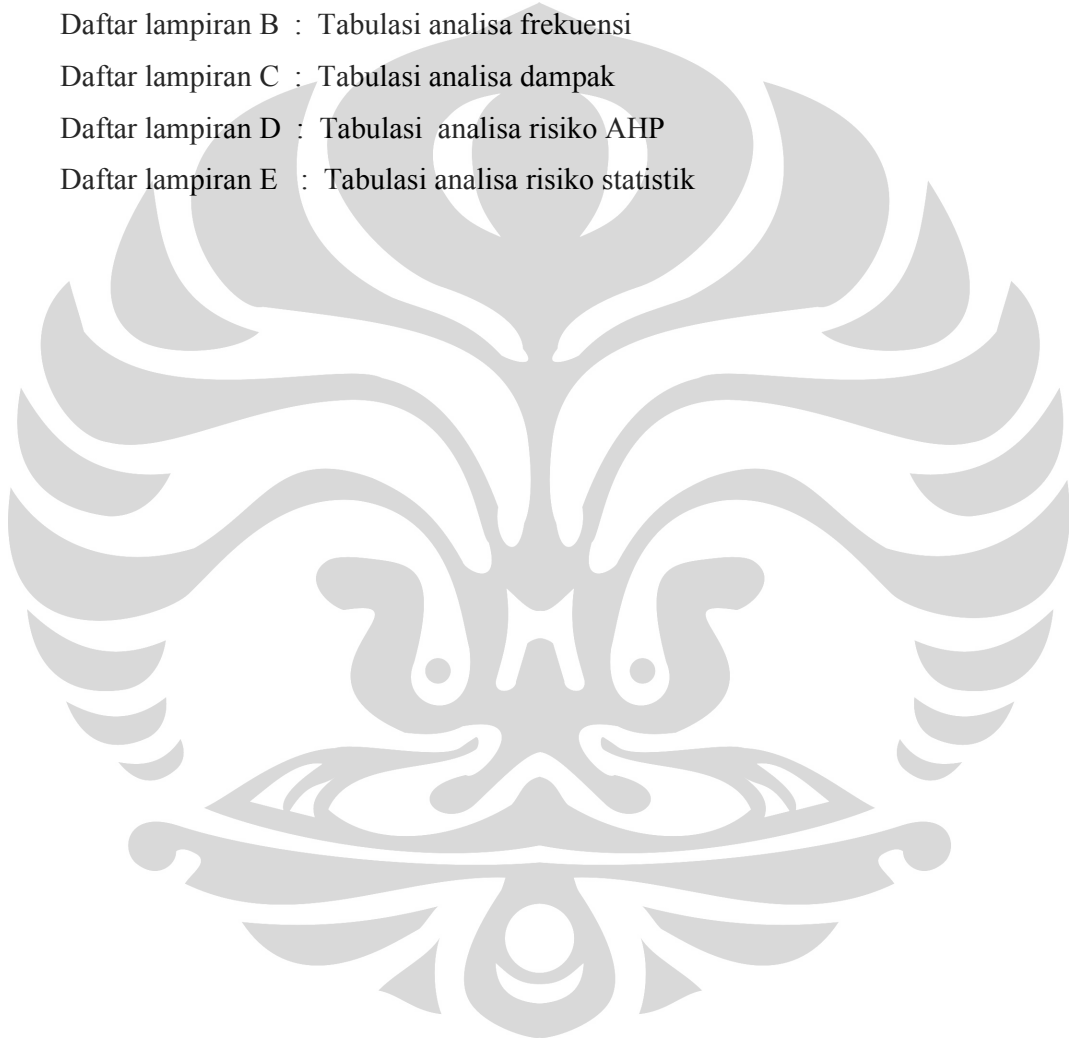 Daftar lampiran B : Tabulasi analisa frekuensi
Daftar lampiran C : Tabulasi analisa dampak
Daftar lampiran D : Tabulasi analisa risiko AHP
Daftar lampiran E : Tabulasi analisa risiko statistik